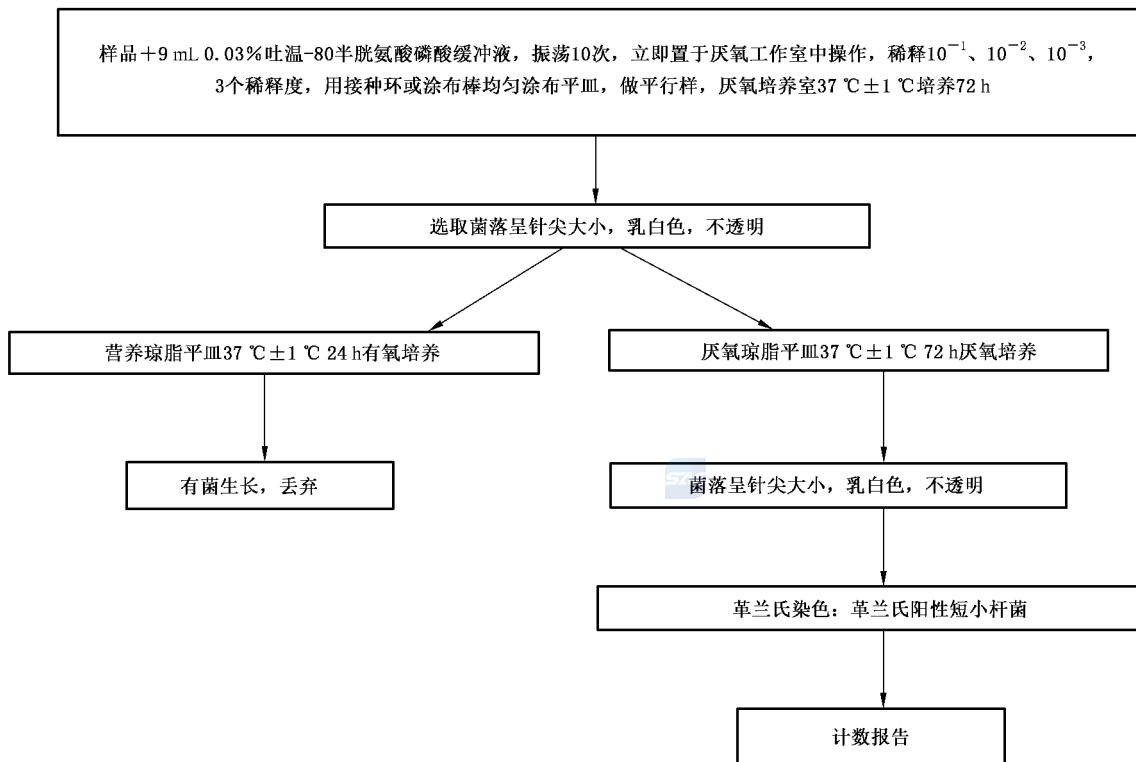 样品+9 mL 0.03%吐温-80半胱氨酸磷酸缓冲液，振荡10次，立即置于厌氧工作室中操作，稀释10⁻¹、10⁻²、10⁻³，
3个稀释度，用接种环或涂布棒均匀涂布平皿，做平行样，厌氧培养室37 ℃±1 ℃培养72 h
选取菌落呈针尖大小，乳白色，不透明
营养琼脂平皿37 ℃±1 ℃ 24 h有氧培养
厌氧琼脂平皿37 ℃±1 ℃ 72 h厌氧培养
有菌生长，丢弃
菌落呈针尖大小，乳白色，不透明
革兰氏染色：革兰氏阳性短小杆菌
计数报告